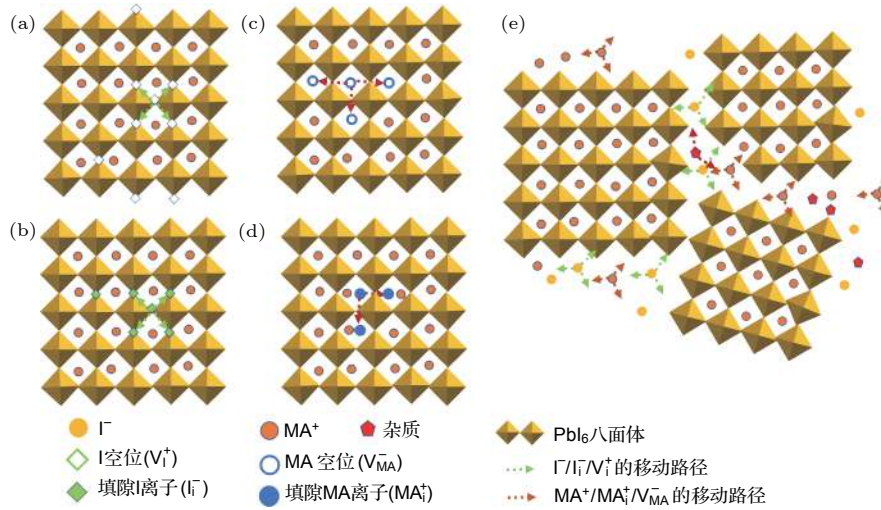 (a)
(c)
(e)
(b)
(d)
I⁻
MA⁺
杂质
PbI₆八面体
I空位(V_I⁺)
MA 空位(V_MA⁻)
I⁻/I_i⁻/V_I⁺的移动路径
填隙I离子(I_i⁻)
填隙MA离子(MA_i⁺)
MA⁺/MA_i⁺/V_MA⁻的移动路径